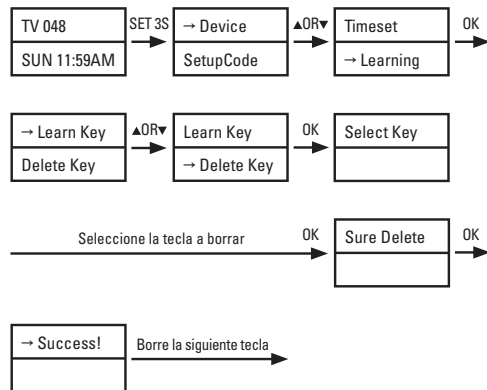 TV 048
SUN 11:59AM
SET 3S
→ Device
SetupCode
▲OR▼
Timeset
→ Learning
OK
→ Learn Key
Delete Key
▲OR▼
Learn Key
→ Delete Key
OK
Select Key
Seleccione la tecla a borrar
OK
Sure Delete
OK
→ Success!
Borre la siguiente tecla